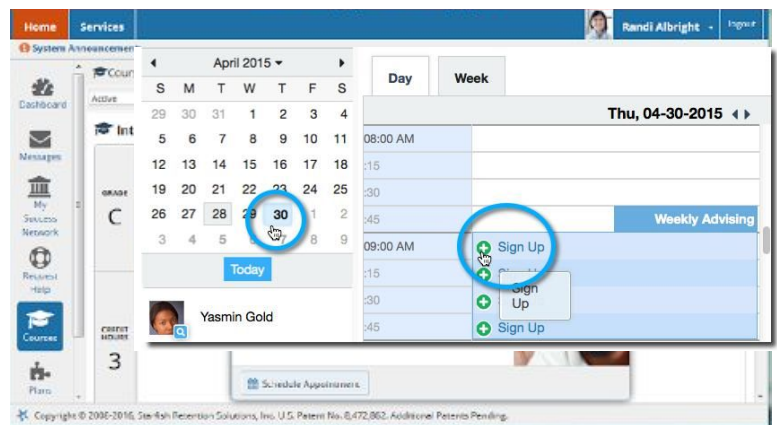 Home Services
Randi Albright
logout
System Announcemen
Cour
Active
Int
Dashboard
Messages
My
Success
Network
Request
Help
Courses
Plans
GRADE
C
CREDIT
HOURS
3
April 2015
S M T W T F S
29 30 31 1 2 3 4
5 6 7 8 9 10 11
12 13 14 15 16 17 18
19 20 21 22 23 24 25
26 27 28 29 30 1 2
3 4 5 6 7 8 9
Today
Yasmin Gold
Day Week
Thu, 04-30-2015
08:00 AM
:15
:30
:45 Weekly Advising
09:00 AM Sign Up
:15
:30
:45 Sign Up
Sign
Up
Schedule Appointment
Copyright © 2006-2016, Starfish Retention Solutions, Inc. U.S. Patent No. 8,472,862. Additional Patents Pending.